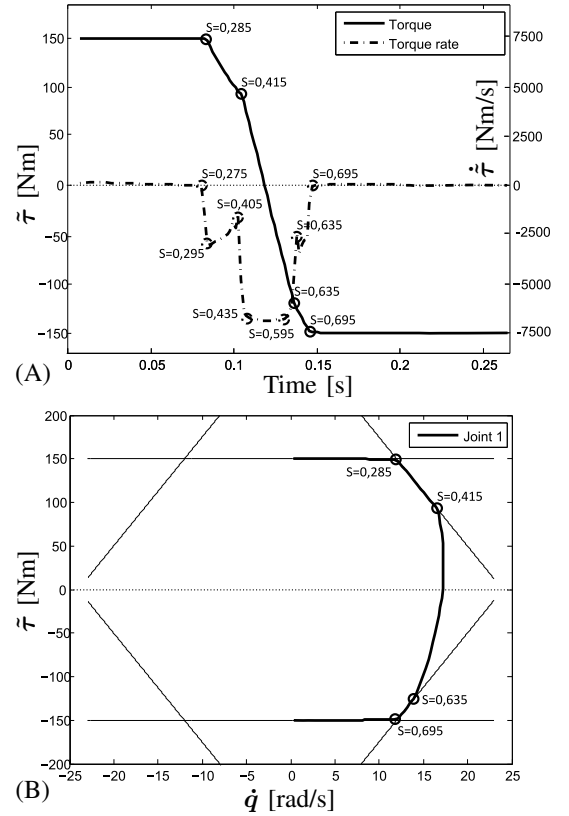 S=0,285
Torque
Torque rate
150
100
50
0
−50
−100
−150
7500
5000
2500
0
−2500
−5000
−7500
S=0,415
S=0,275
S=0,405
S=0,695
S=0,295
S=0,635
S=0,435
S=0,595
S=0,635
S=0,695
τ̃ [Nm]
τ̃̇ [Nm/s]
0
0.05
0.1
0.15
0.2
0.25
Time [s]
(A)
200
150
100
50
0
−50
−100
−150
−200
Joint 1
S=0,285
S=0,415
S=0,635
S=0,695
τ̃ [Nm]
−25
−20
−15
−10
−5
0
5
10
15
20
25
q̇ [rad/s]
(B)